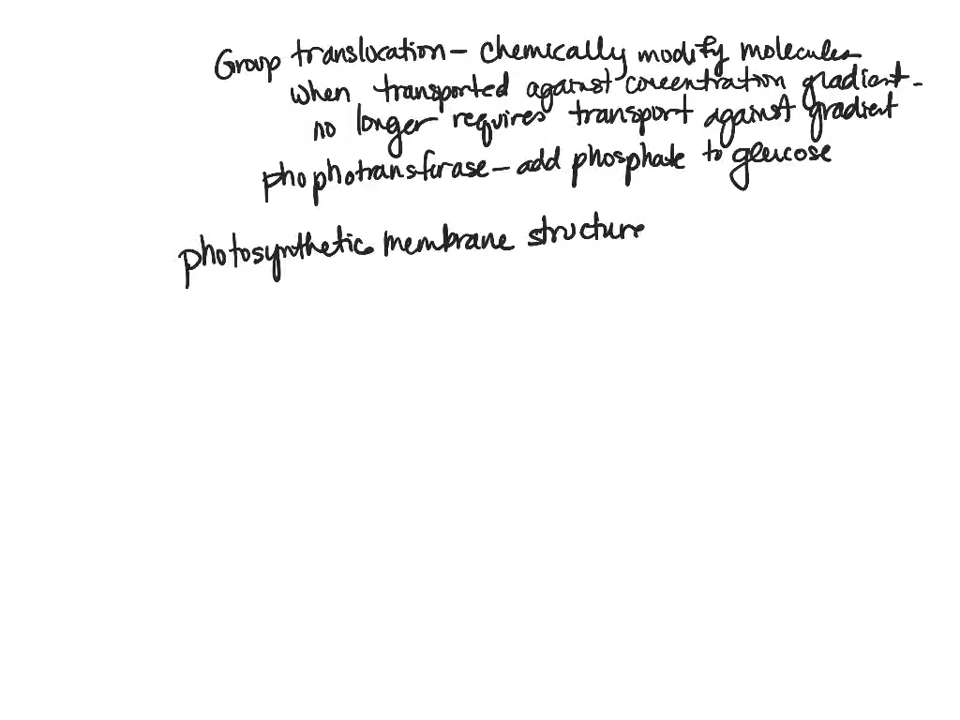 Group translocation – chemically modify molecules
when transported against concentration gradient -
no longer requires transport against gradient
phophotransferase – add phosphate to glucose
photosynthetic membrane structure